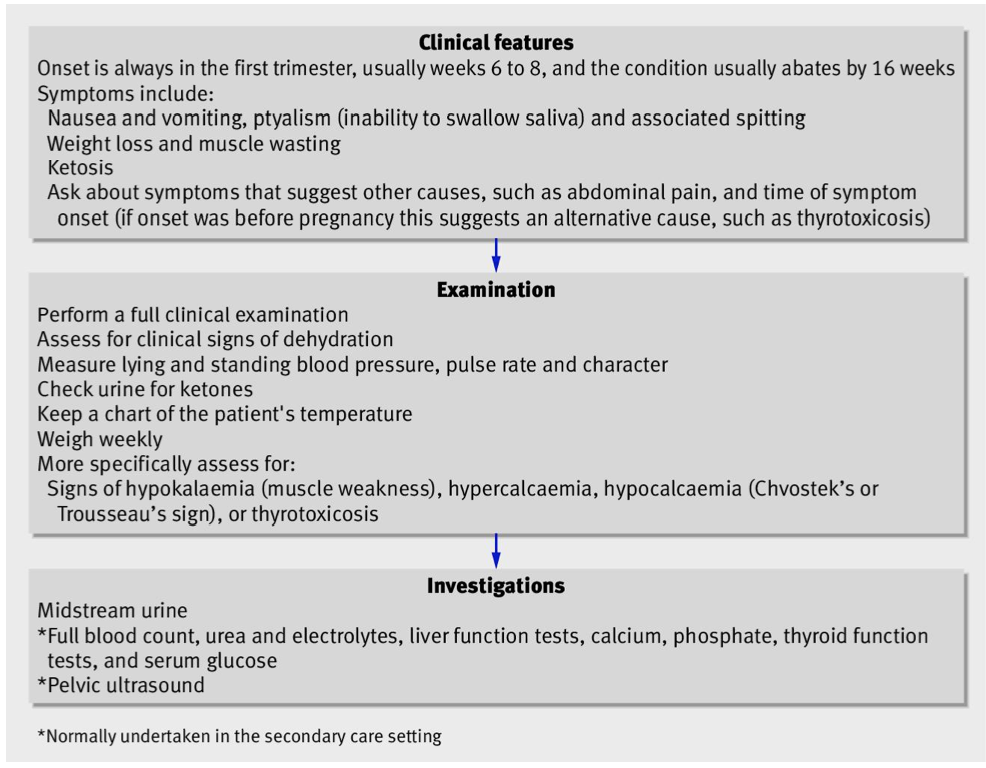 Clinical features
Onset is always in the first trimester, usually weeks 6 to 8, and the condition usually abates by 16 weeks
Symptoms include:
Nausea and vomiting, ptyalism (inability to swallow saliva) and associated spitting
Weight loss and muscle wasting
Ketosis
Ask about symptoms that suggest other causes, such as abdominal pain, and time of symptom
onset (if onset was before pregnancy this suggests an alternative cause, such as thyrotoxicosis)
Examination
Perform a full clinical examination
Assess for clinical signs of dehydration
Measure lying and standing blood pressure, pulse rate and character
Check urine for ketones
Keep a chart of the patient's temperature
Weigh weekly
More specifically assess for:
Signs of hypokalaemia (muscle weakness), hypercalcaemia, hypocalcaemia (Chvostek’s or
Trousseau’s sign), or thyrotoxicosis
Investigations
Midstream urine
*Full blood count, urea and electrolytes, liver function tests, calcium, phosphate, thyroid function
tests, and serum glucose
*Pelvic ultrasound
*Normally undertaken in the secondary care setting